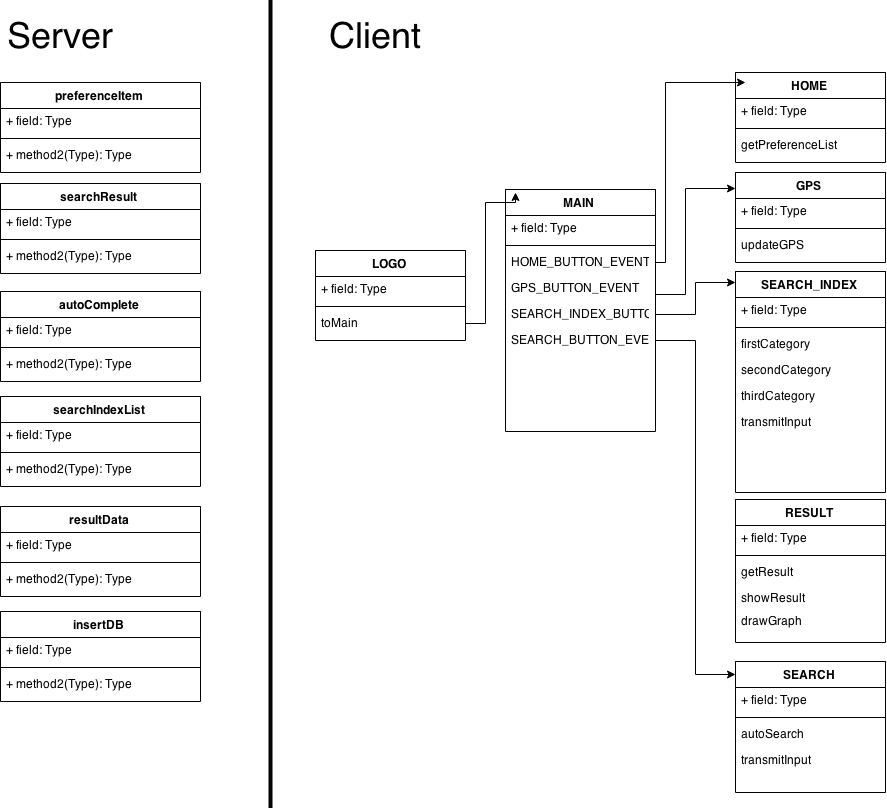 Server
preferenceItem
+ field: Type
+ method2(Type): Type
searchResult
+ field: Type
+ method2(Type): Type
autoComplete
+ field: Type
+ method2(Type): Type
searchIndexList
+ field: Type
+ method2(Type): Type
resultData
+ field: Type
+ method2(Type): Type
insertDB
+ field: Type
+ method2(Type): Type
Client
LOGO
+ field: Type
toMain
MAIN
+ field: Type
HOME_BUTTON_EVENT
GPS_BUTTON_EVENT
SEARCH_INDEX_BUTTC
SEARCH_BUTTON_EVE
HOME
+ field: Type
getPreferenceList
GPS
+ field: Type
updateGPS
SEARCH_INDEX
+ field: Type
firstCategory
secondCategory
thirdCategory
transmitInput
RESULT
+ field: Type
getResult
showResult
drawGraph
SEARCH
+ field: Type
autoSearch
transmitInput